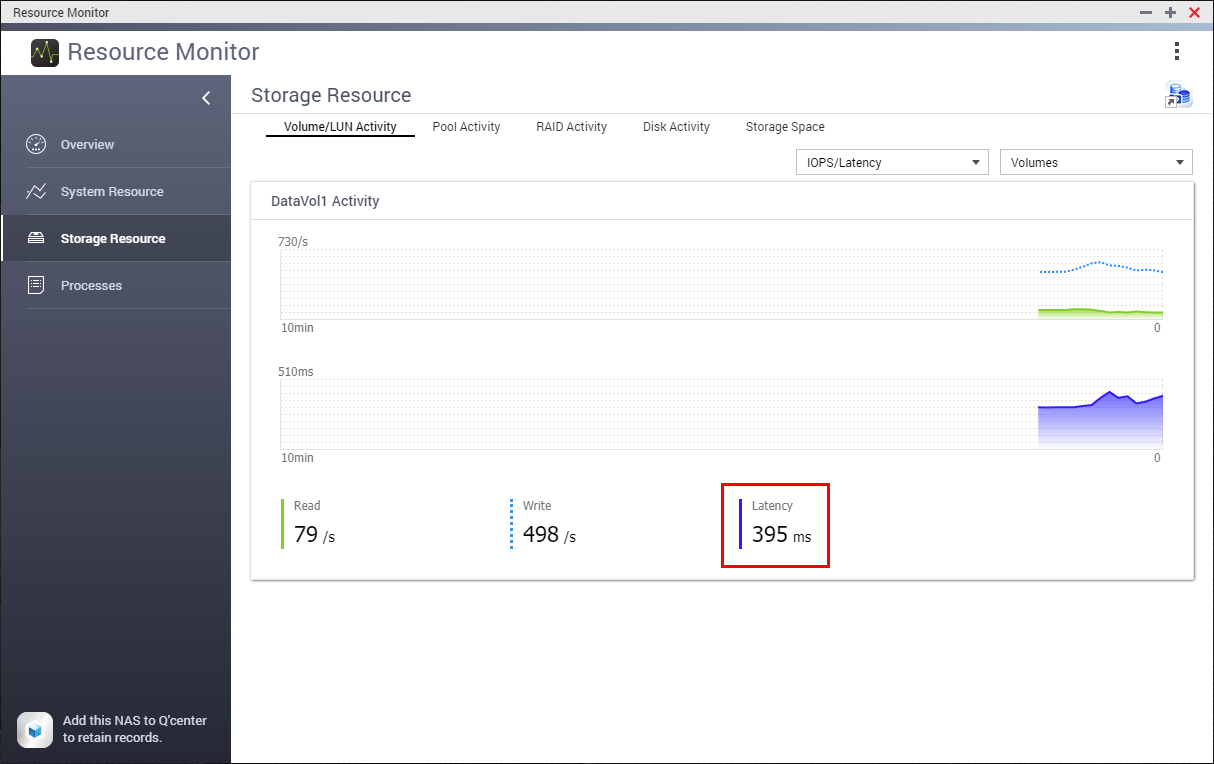 Resource Monitor
Resource Monitor
Overview
System Resource
Storage Resource
Processes
Add this NAS to Q'center
to retain records.
Storage Resource
Volume/LUN Activity Pool Activity RAID Activity Disk Activity Storage Space
IOPS/Latency Volumes
DataVol1 Activity
730/s
10min 0
510ms
10min 0
Read Write Latency
79 /s 498 /s 395 ms